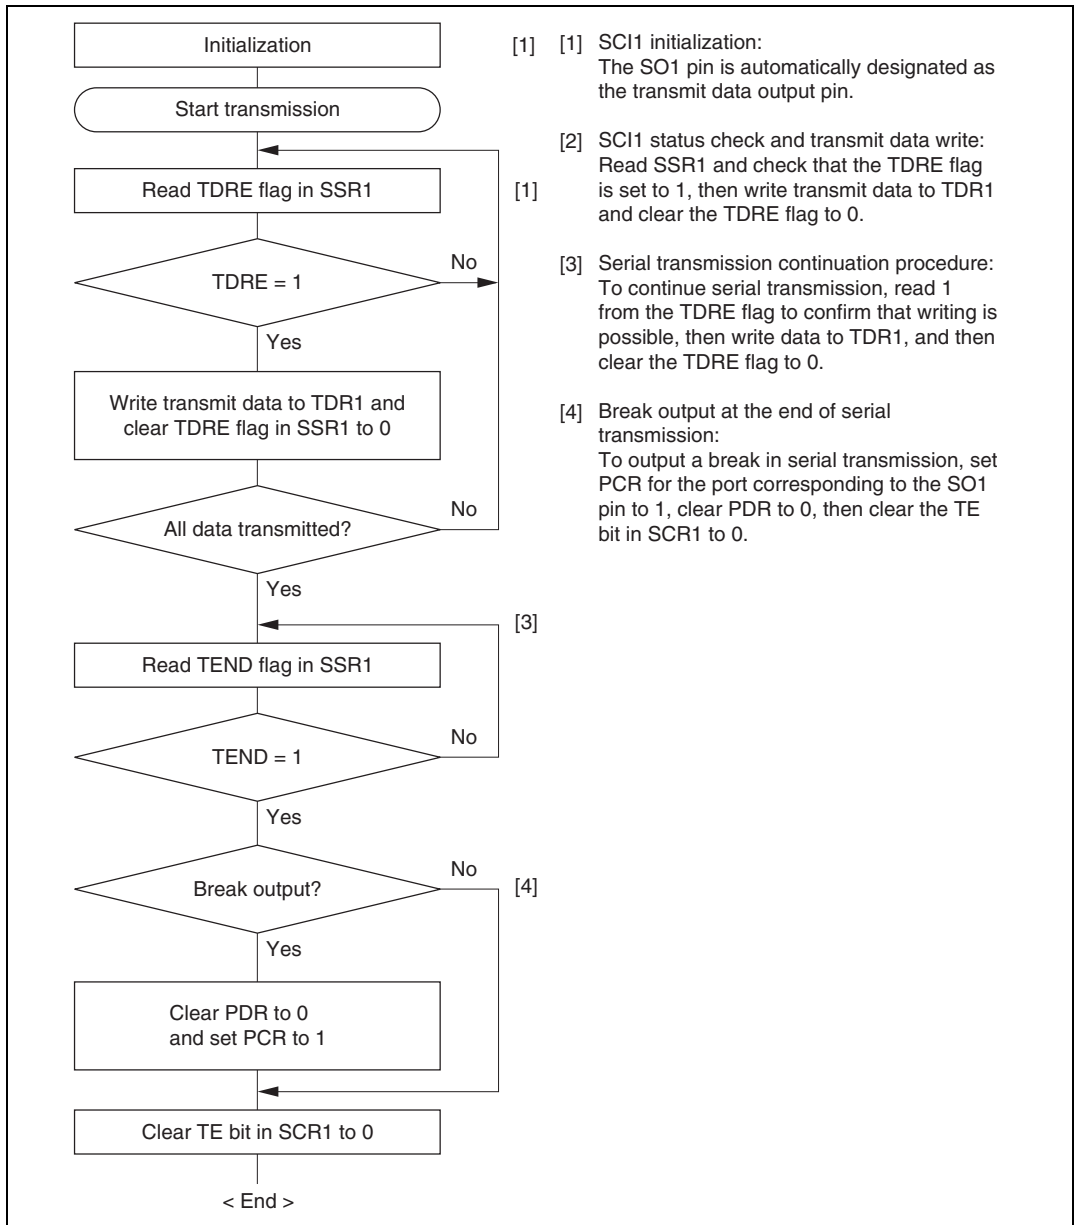 Initialization
[1]
Start transmission
Read TDRE flag in SSR1
[1]
TDRE = 1
No
Yes
Write transmit data to TDR1 and
clear TDRE flag in SSR1 to 0
All data transmitted?
No
Yes
[3]
Read TEND flag in SSR1
TEND = 1
No
Yes
Break output?
No
[4]
Yes
Clear PDR to 0
and set PCR to 1
Clear TE bit in SCR1 to 0
< End >
[1] SCI1 initialization:
The SO1 pin is automatically designated as
the transmit data output pin.
[2] SCI1 status check and transmit data write:
Read SSR1 and check that the TDRE flag
is set to 1, then write transmit data to TDR1
and clear the TDRE flag to 0.
[3] Serial transmission continuation procedure:
To continue serial transmission, read 1
from the TDRE flag to confirm that writing is
possible, then write data to TDR1, and then
clear the TDRE flag to 0.
[4] Break output at the end of serial
transmission:
To output a break in serial transmission, set
PCR for the port corresponding to the SO1
pin to 1, clear PDR to 0, then clear the TE
bit in SCR1 to 0.